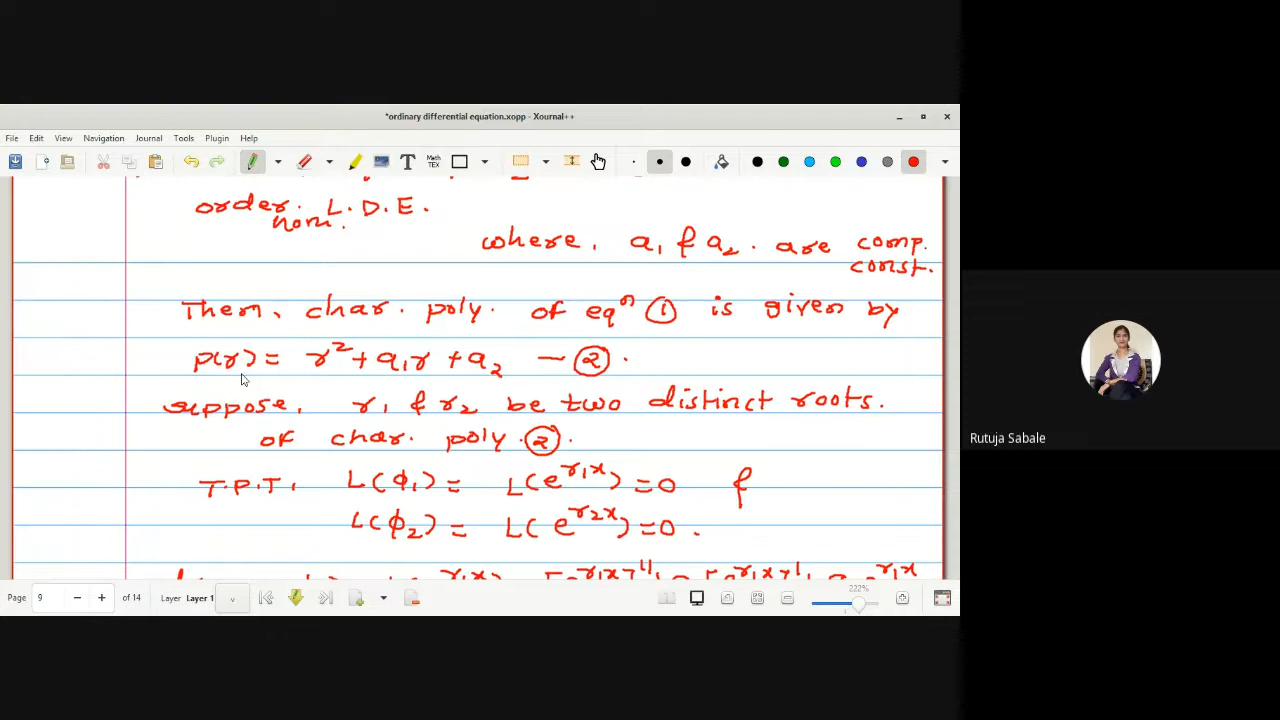 *ordinary differential equation.xopp - Xournal++
File Edit View Navigation Journal Tools Plugin Help
order. L.D.E.
hom.
where, a₁ & a₂. are comp.
const.
Then, char. poly. of eqⁿ ① is given by
p(r) = r² + a₁r + a₂ — ②.
suppose, r₁ & r₂ be two distinct roots.
of char. poly. ②.
T.P.T. L(ϕ₁) = L(e^{r₁x}) = 0 &
L(ϕ₂) = L(e^{r₂x}) = 0.
Page 9 of 14 Layer Layer 1 222%
Rutuja Sabale